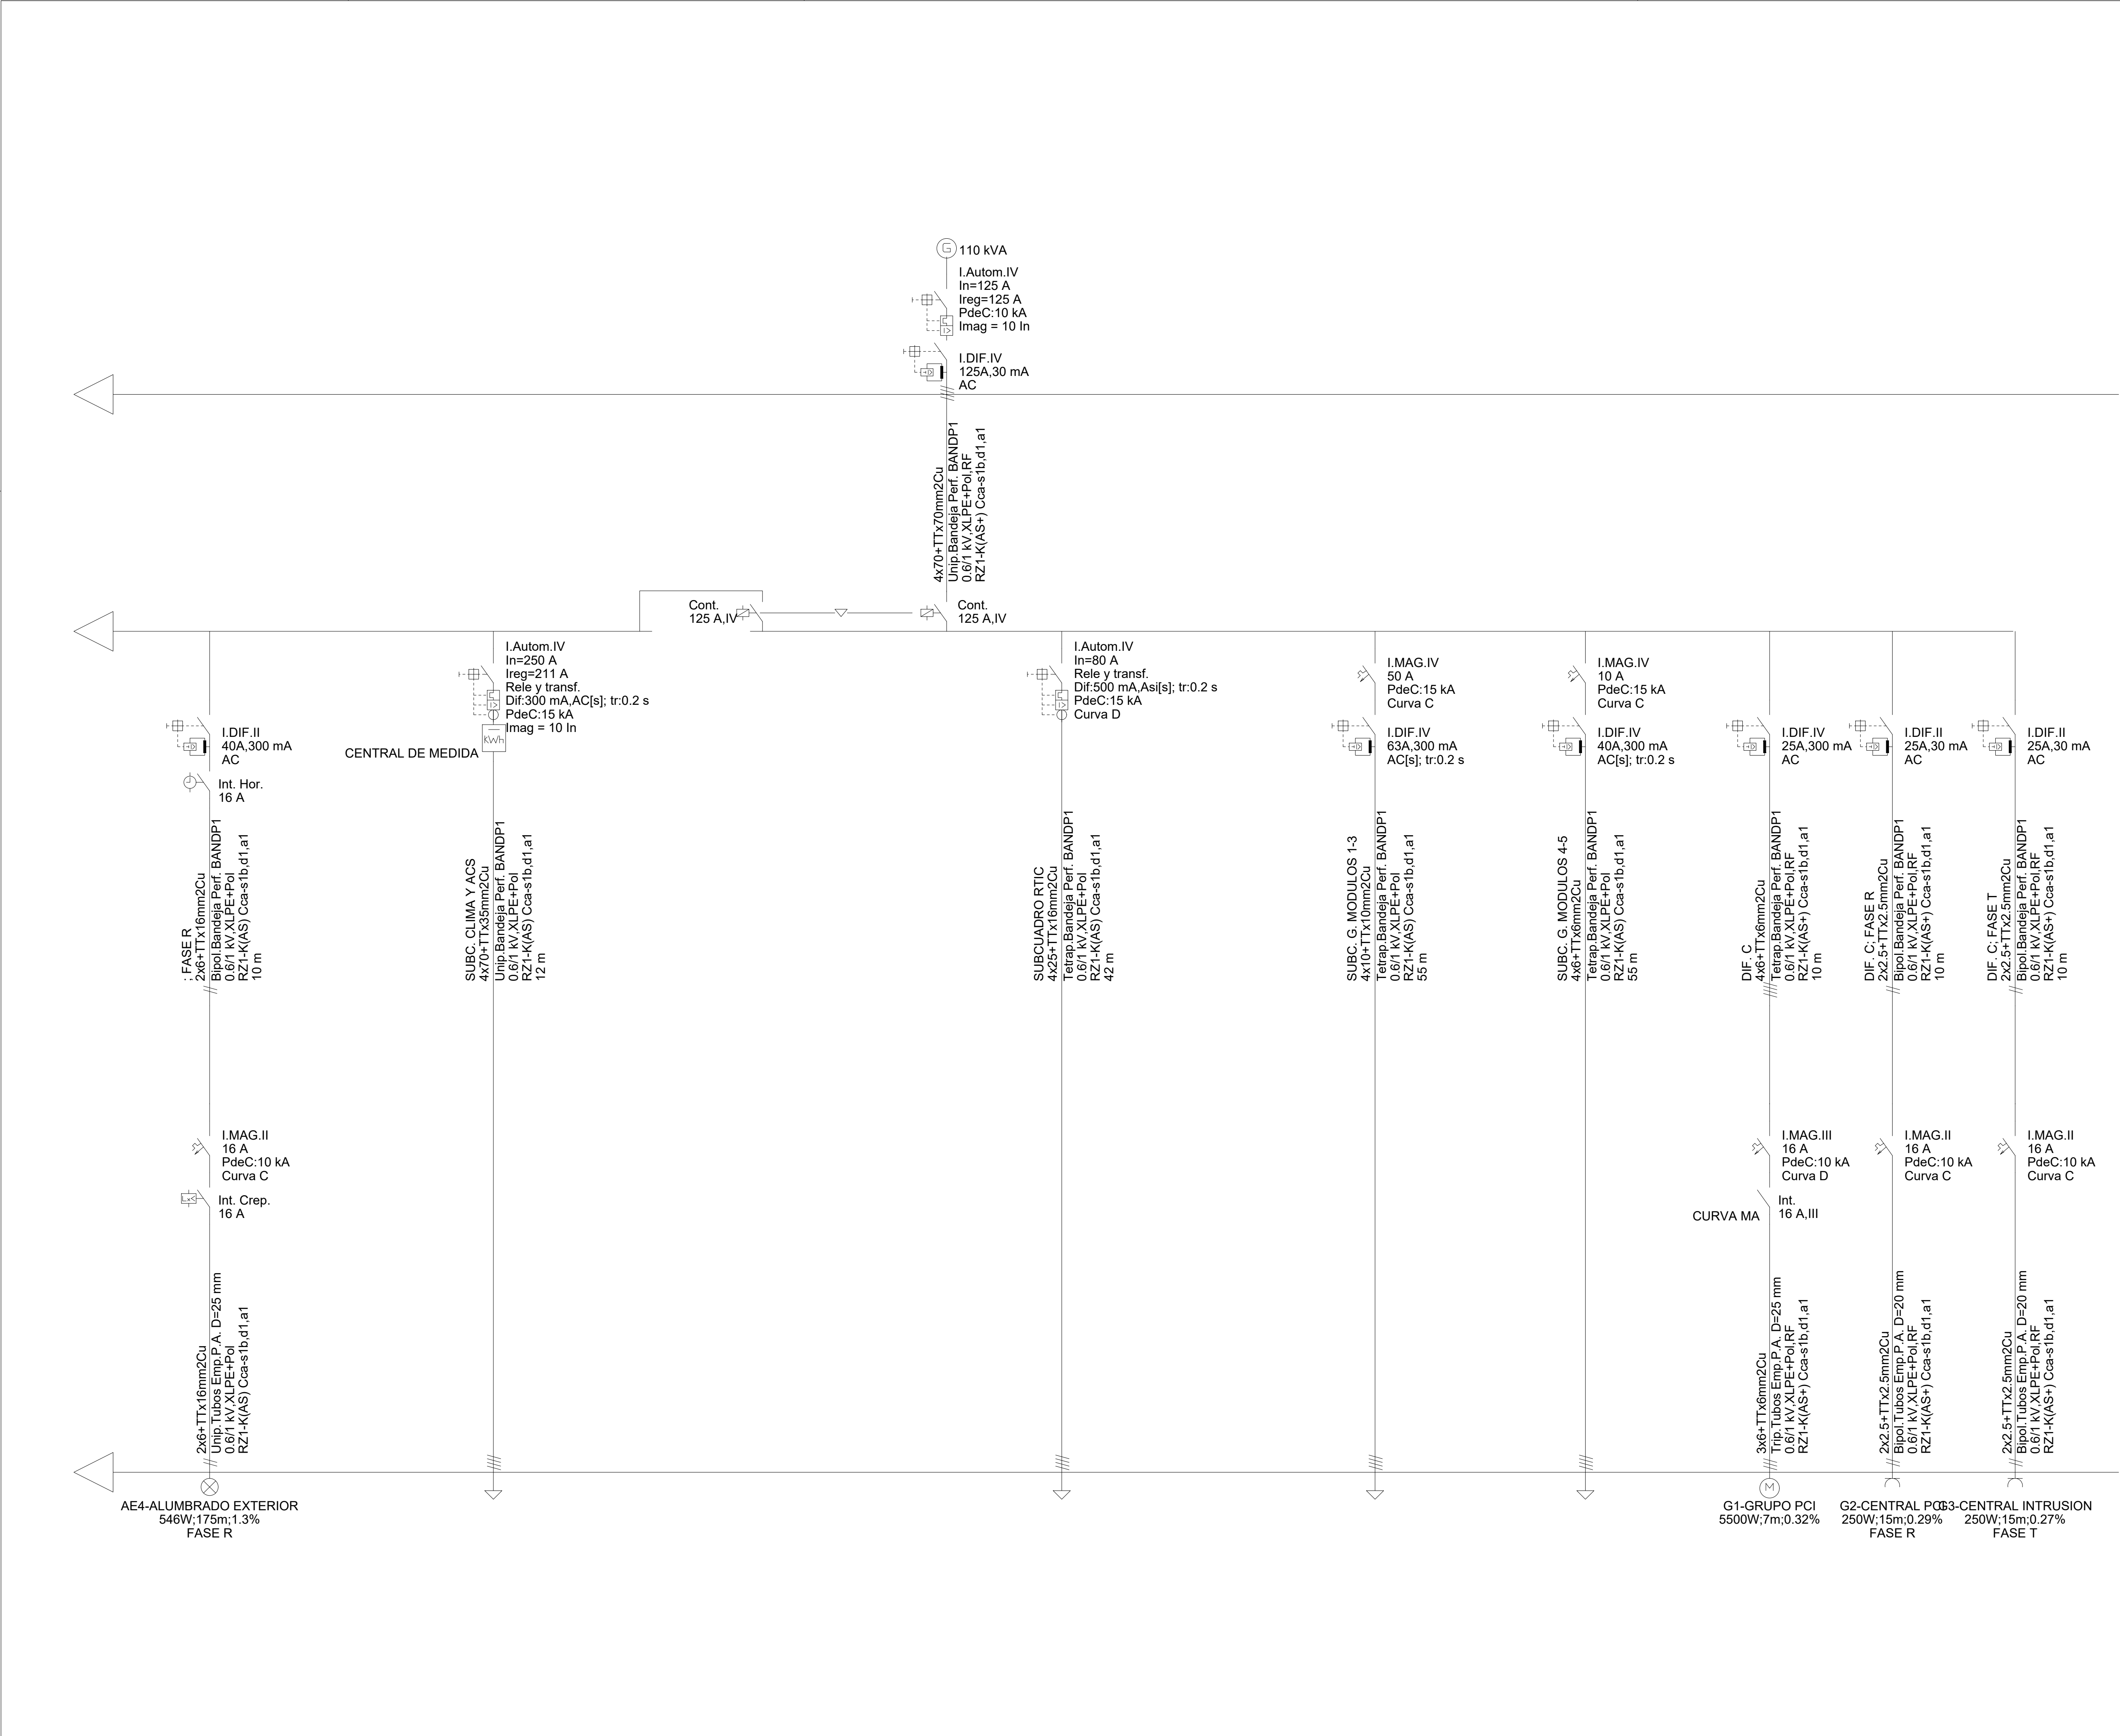 G
110 kVA
I.Autom.IV
In=125 A
Ireg=125 A
PdeC:10 kA
Imag = 10 In
I.DIF.IV
125A,30 mA
AC
4x70+TTx70mm2Cu
Unip.Bandeja Perf. BANDP1
0.6/1 kV,XLPE+Pol,RF
RZ1-K(AS+) Cca-s1b,d1,a1
Cont.
125 A,IV
Cont.
125 A,IV
I.DIF.II
40A,300 mA
AC
Int. Hor.
16 A
; FASE R
2x6+TTx16mm2Cu
Bipol.Bandeja Perf. BANDP1
0.6/1 kV,XLPE+Pol
RZ1-K(AS) Cca-s1b,d1,a1
10 m
I.MAG.II
16 A
PdeC:10 kA
Curva C
Int. Crep.
16 A
2x6+TTx16mm2Cu
Unip.Tubos Emp.P.A. D=25 mm
0.6/1 kV,XLPE+Pol
RZ1-K(AS) Cca-s1b,d1,a1
AE4-ALUMBRADO EXTERIOR
546W;175m;1.3%
FASE R
I.Autom.IV
In=250 A
Ireg=211 A
Rele y transf.
Dif:300 mA,AC[s]; tr:0.2 s
PdeC:15 kA
Imag = 10 In
KWh
CENTRAL DE MEDIDA
SUBC. CLIMA Y ACS
4x70+TTx35mm2Cu
Unip.Bandeja Perf. BANDP1
0.6/1 kV,XLPE+Pol
RZ1-K(AS) Cca-s1b,d1,a1
12 m
I.Autom.IV
In=80 A
Rele y transf.
Dif:500 mA,Asi[s]; tr:0.2 s
PdeC:15 kA
Curva D
SUBCUADRO RTIC
4x25+TTx16mm2Cu
Tetrap.Bandeja Perf. BANDP1
0.6/1 kV,XLPE+Pol
RZ1-K(AS) Cca-s1b,d1,a1
42 m
I.MAG.IV
50 A
PdeC:15 kA
Curva C
I.DIF.IV
63A,300 mA
AC[s]; tr:0.2 s
SUBC. G. MODULOS 1-3
4x10+TTx10mm2Cu
Tetrap.Bandeja Perf. BANDP1
0.6/1 kV,XLPE+Pol
RZ1-K(AS) Cca-s1b,d1,a1
55 m
I.MAG.IV
10 A
PdeC:15 kA
Curva C
I.DIF.IV
40A,300 mA
AC[s]; tr:0.2 s
SUBC. G. MODULOS 4-5
4x6+TTx6mm2Cu
Tetrap.Bandeja Perf. BANDP1
0.6/1 kV,XLPE+Pol
RZ1-K(AS) Cca-s1b,d1,a1
55 m
I.DIF.IV
25A,300 mA
AC
DIF. C
4x6+TTx6mm2Cu
Tetrap.Bandeja Perf. BANDP1
0.6/1 kV,XLPE+Pol,RF
RZ1-K(AS+) Cca-s1b,d1,a1
10 m
I.MAG.III
16 A
PdeC:10 kA
Curva D
Int.
16 A,III
CURVA MA
3x6+TTx6mm2Cu
Trip.Tubos Emp.P.A. D=25 mm
0.6/1 kV,XLPE+Pol,RF
RZ1-K(AS+) Cca-s1b,d1,a1
M
G1-GRUPO PCI
5500W;7m;0.32%
I.DIF.II
25A,30 mA
AC
DIF. C; FASE R
2x2.5+TTx2.5mm2Cu
Bipol.Bandeja Perf. BANDP1
0.6/1 kV,XLPE+Pol,RF
RZ1-K(AS+) Cca-s1b,d1,a1
10 m
I.MAG.II
16 A
PdeC:10 kA
Curva C
2x2.5+TTx2.5mm2Cu
Bipol.Tubos Emp.P.A. D=20 mm
0.6/1 kV,XLPE+Pol,RF
RZ1-K(AS+) Cca-s1b,d1,a1
G2-CENTRAL PCI
250W;15m;0.29%
FASE R
I.DIF.II
25A,30 mA
AC
DIF. C; FASE T
2x2.5+TTx2.5mm2Cu
Bipol.Bandeja Perf. BANDP1
0.6/1 kV,XLPE+Pol,RF
RZ1-K(AS+) Cca-s1b,d1,a1
10 m
I.MAG.II
16 A
PdeC:10 kA
Curva C
2x2.5+TTx2.5mm2Cu
Bipol.Tubos Emp.P.A. D=20 mm
0.6/1 kV,XLPE+Pol,RF
RZ1-K(AS+) Cca-s1b,d1,a1
G3-CENTRAL INTRUSION
250W;15m;0.27%
FASE T